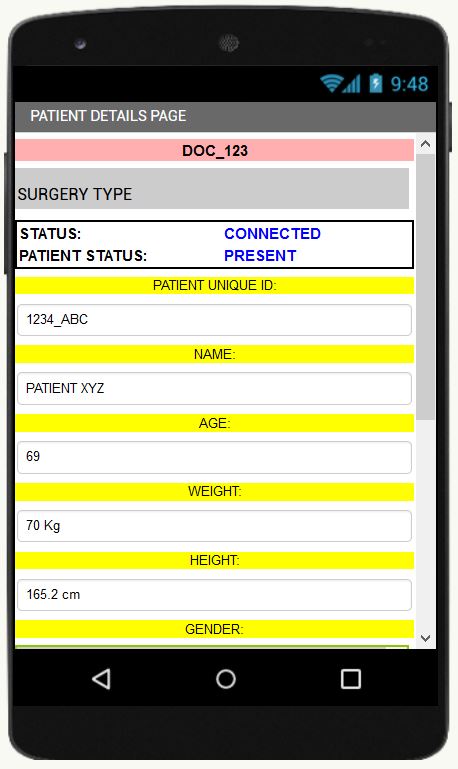 9:48
PATIENT DETAILS PAGE
DOC_123
SURGERY TYPE
STATUS: CONNECTED
PATIENT STATUS: PRESENT
PATIENT UNIQUE ID:
1234_ABC
NAME:
PATIENT XYZ
AGE:
69
WEIGHT:
70 Kg
HEIGHT:
165.2 cm
GENDER: